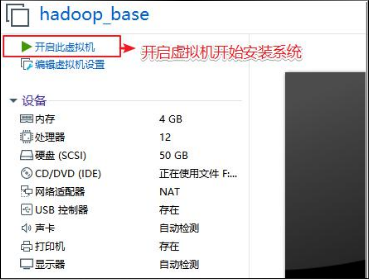 hadoop_base
开启此虚拟机
开启虚拟机开始安装系统
编辑虚拟机设置
设备
内存 4 GB
处理器 12
硬盘 (SCSI) 50 GB
CD/DVD (IDE) 正在使用文件 F:...
网络适配器 NAT
USB 控制器 存在
声卡 自动检测
打印机 存在
显示器 自动检测